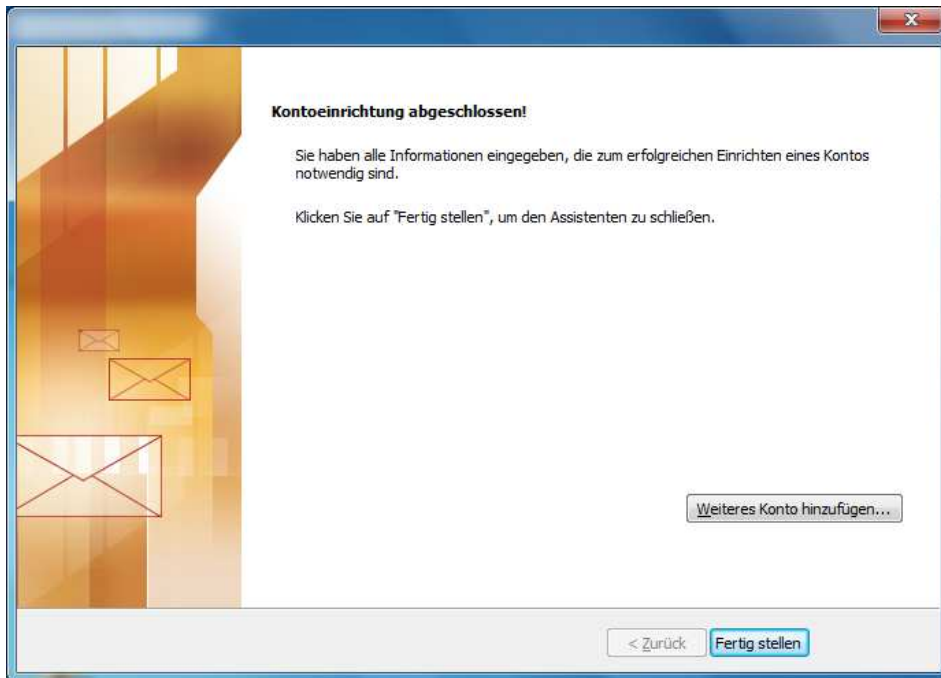 Kontoeinrichtung abgeschlossen!
Sie haben alle Informationen eingegeben, die zum erfolgreichen Einrichten eines Kontos
notwendig sind.
Klicken Sie auf "Fertig stellen", um den Assistenten zu schließen.
Weiteres Konto hinzufügen...
< Zurück
Fertig stellen